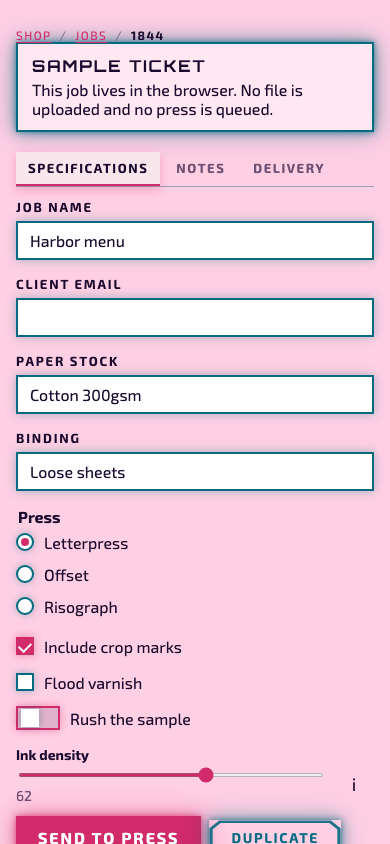 SHOP / JOBS / 1844
SAMPLE TICKET
This job lives in the browser. No file is
uploaded and no press is queued.
SPECIFICATIONS NOTES DELIVERY
JOB NAME
Harbor menu
CLIENT EMAIL
PAPER STOCK
Cotton 300gsm
BINDING
Loose sheets
Press
Letterpress
Offset
Risograph
Include crop marks
Flood varnish
Rush the sample
Ink density
i
62
SEND TO PRESS DUPLICATE